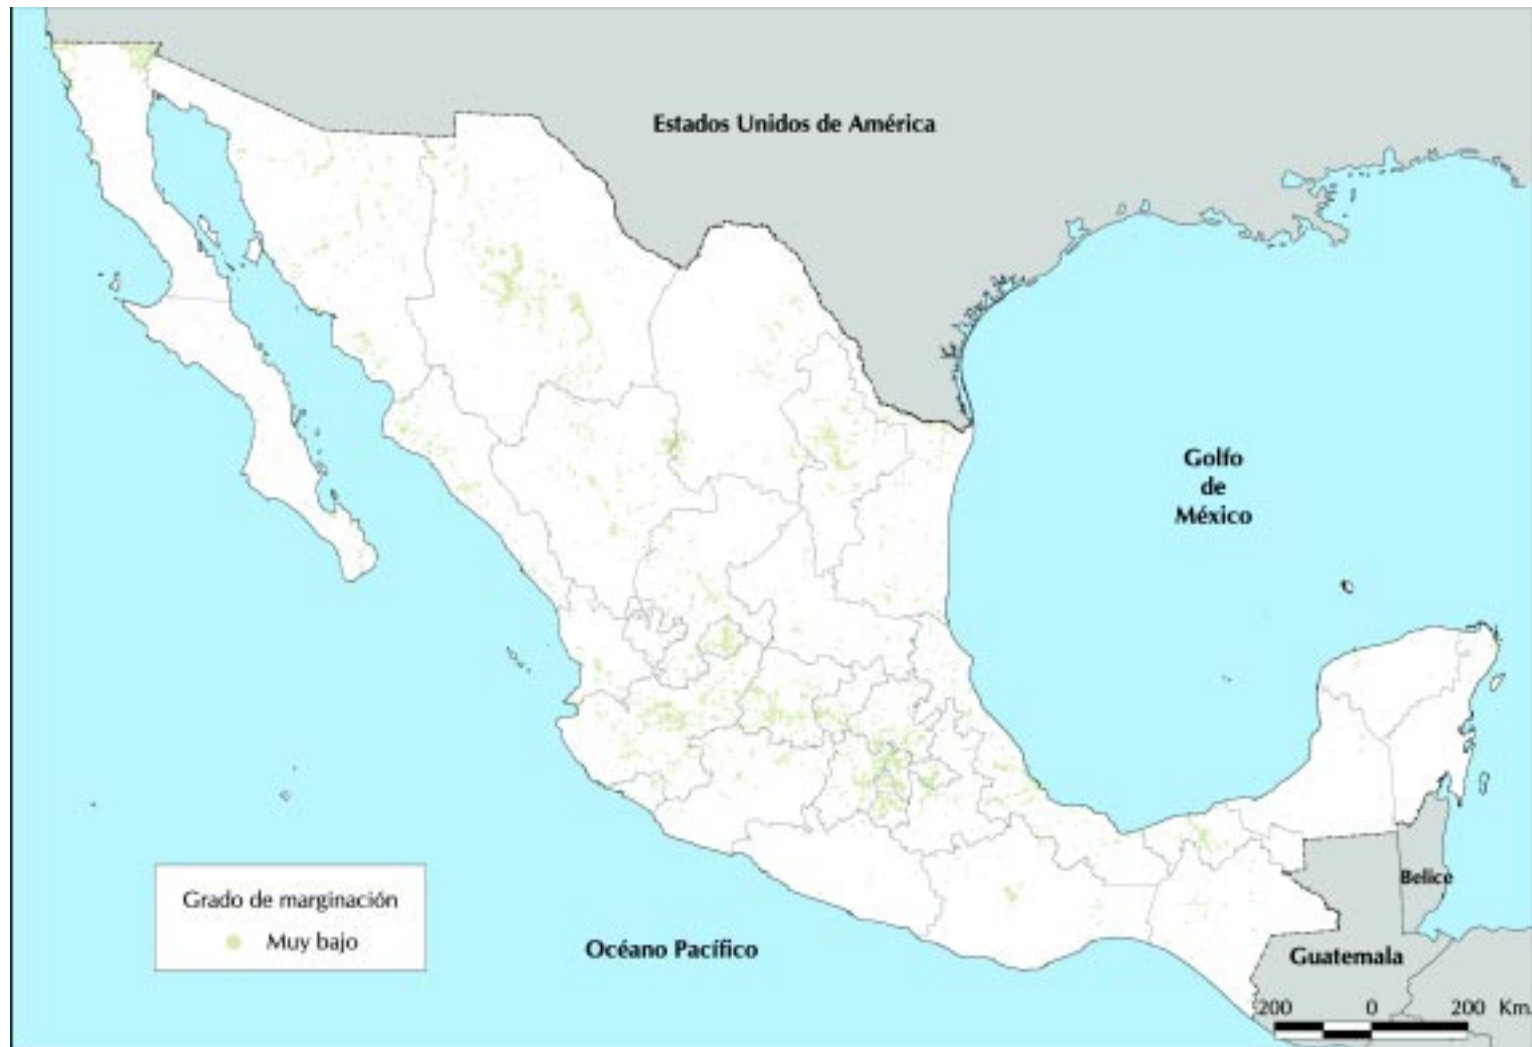 Estados Unidos de América
Golfo
de
México
Grado de marginación
Muy bajo
Océano Pacífico
Belice
Guatemala
200 0 200 Km.